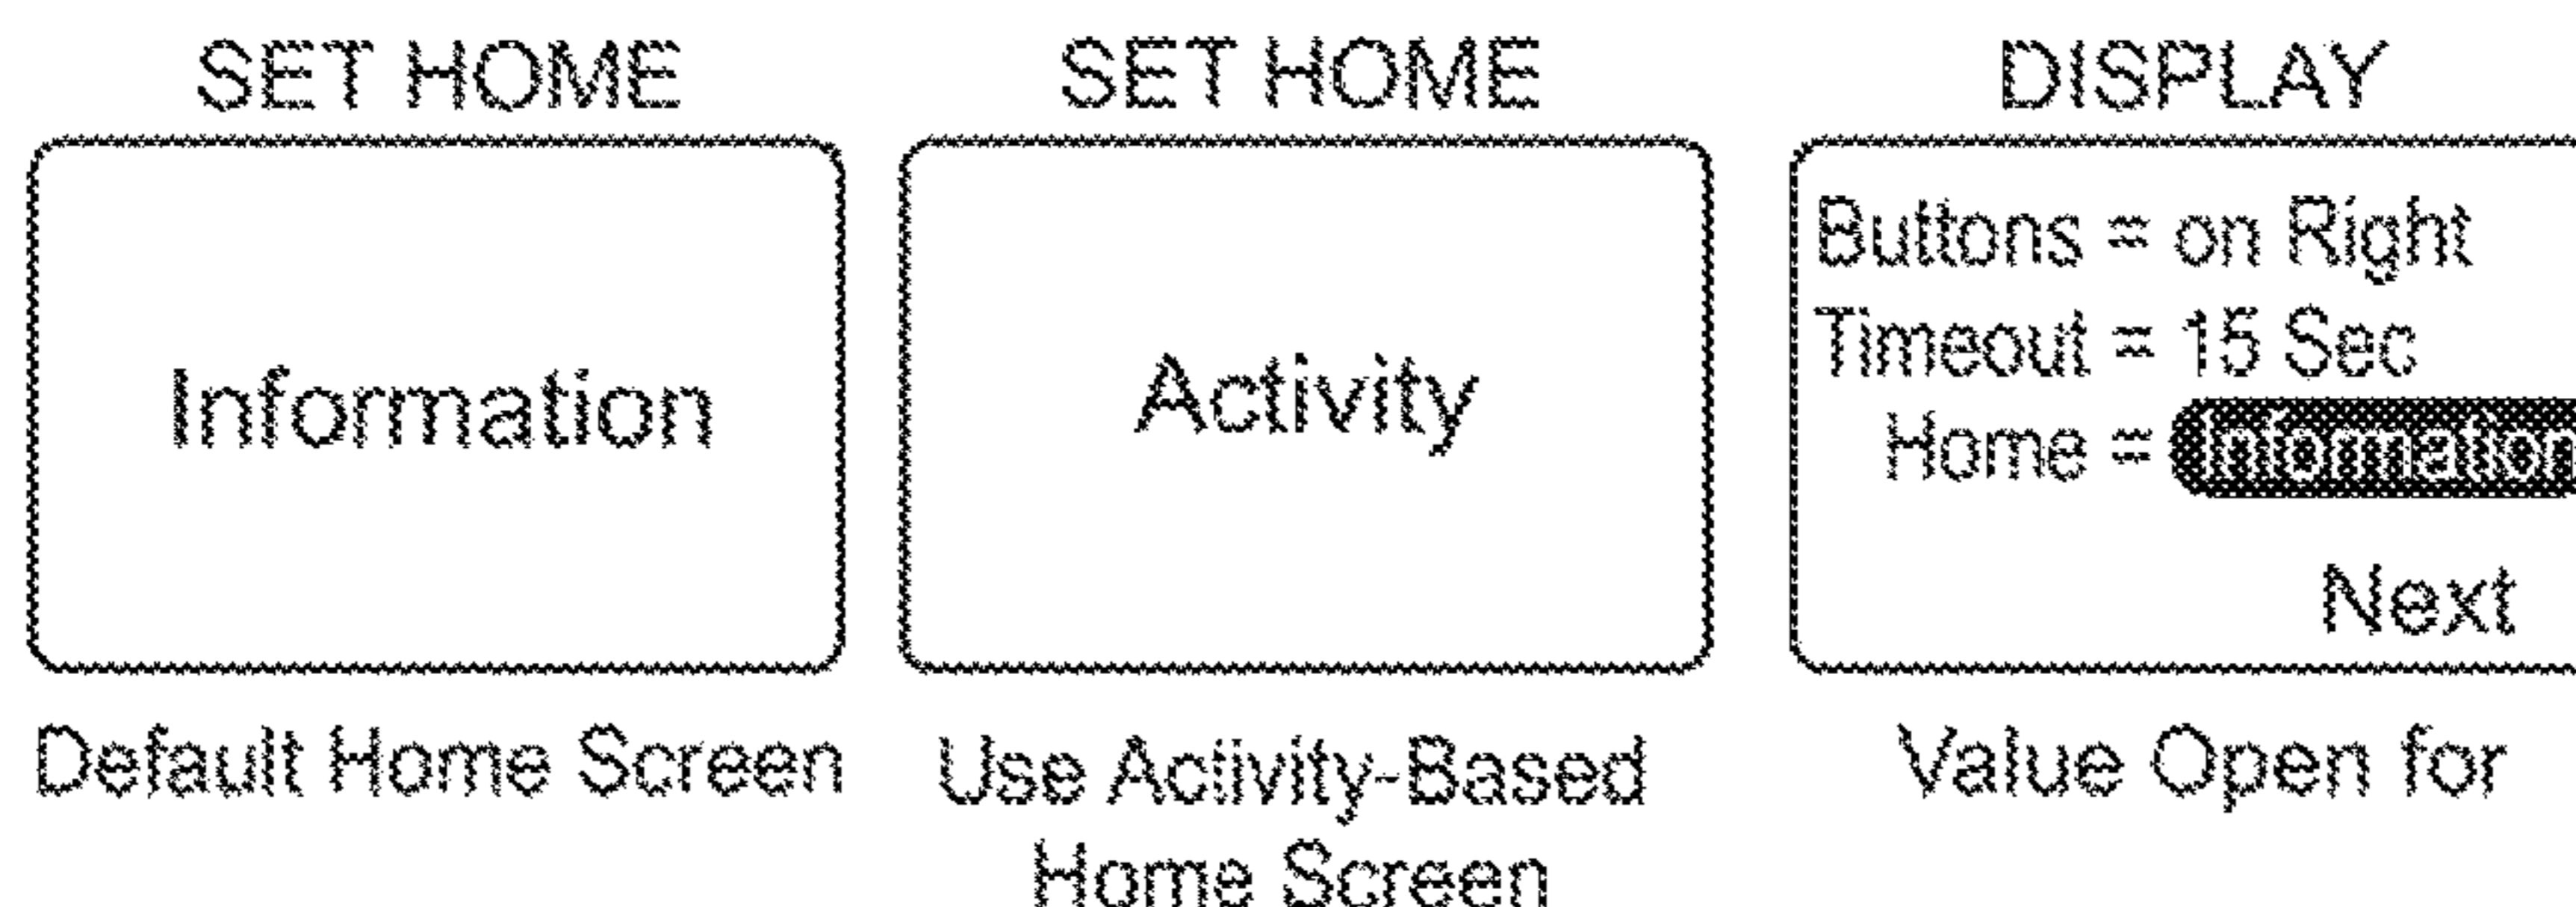 SET HOME
Information
Default Home Screen
SET HOME
Activity
Use Activity-Based
Home Screen
DISPLAY
Buttons = on Right
Timeout = 15 Sec
Home = Information
Next
Value Open for